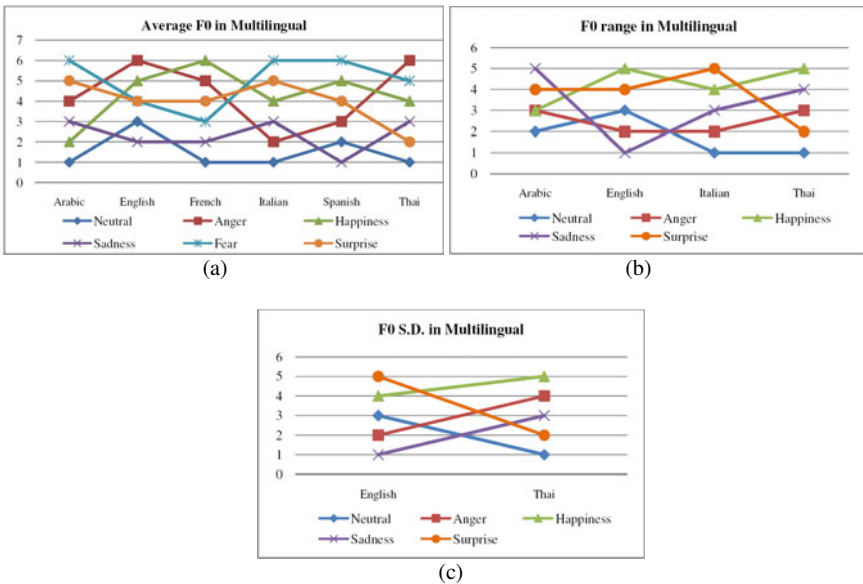 Average F0 in Multilingual
7
6
5
4
3
2
1
0
Arabic English French Italian Spanish Thai
Neutral Anger Happiness
Sadness Fear Surprise
(a)
F0 range in Multilingual
6
5
4
3
2
1
0
Arabic English Italian Thai
Neutral Anger Happiness
Sadness Surprise
(b)
F0 S.D. in Multilingual
6
5
4
3
2
1
0
English Thai
Neutral Anger Happiness
Sadness Surprise
(c)